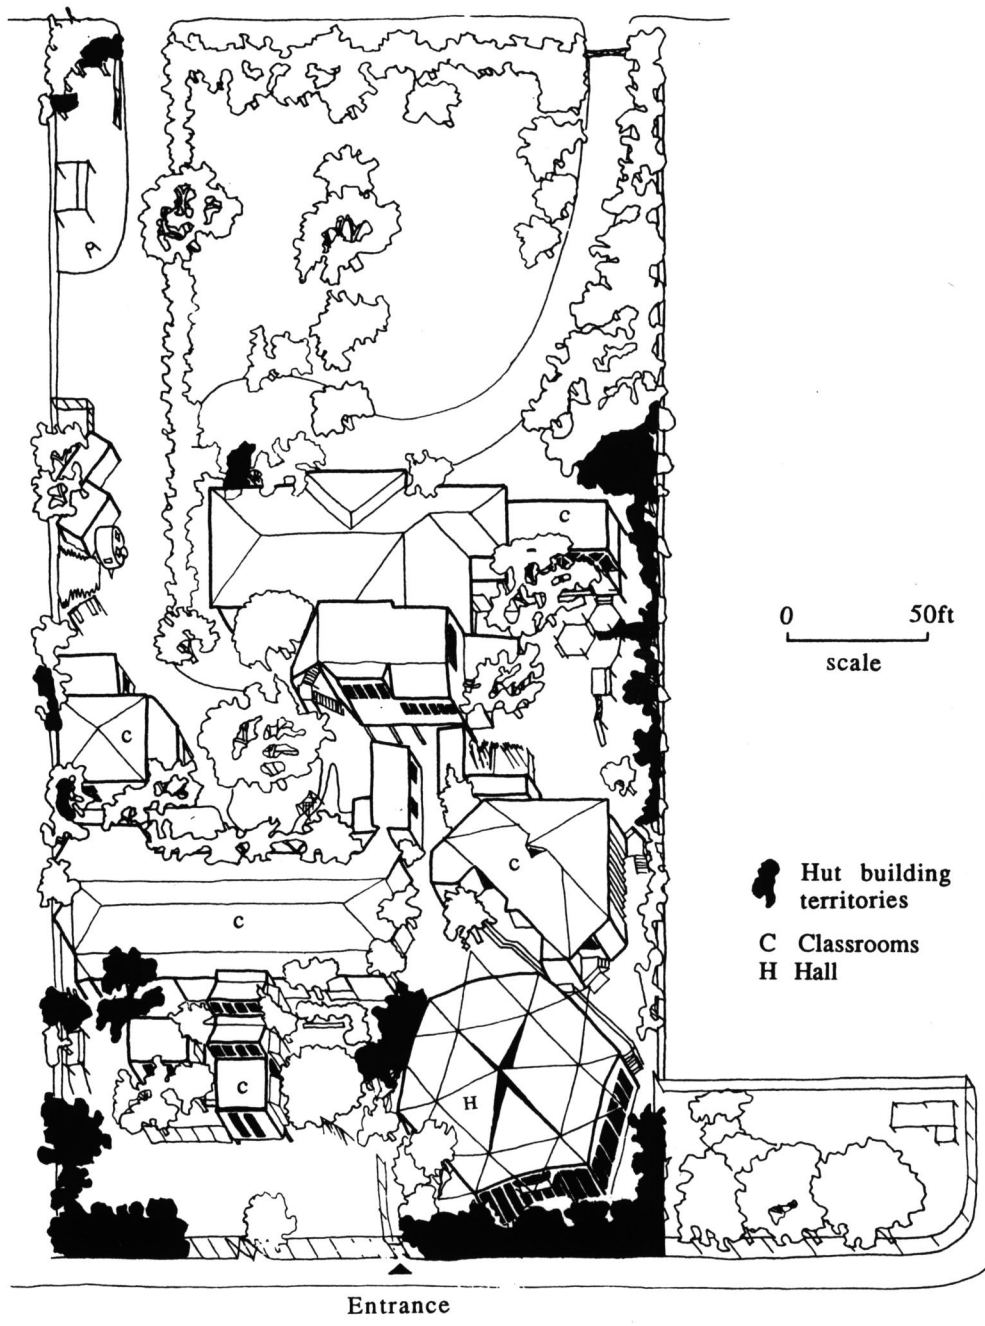 C
0 50ft
scale
C
C
C
Hut building
territories
C Classrooms
H Hall
C
H
Entrance